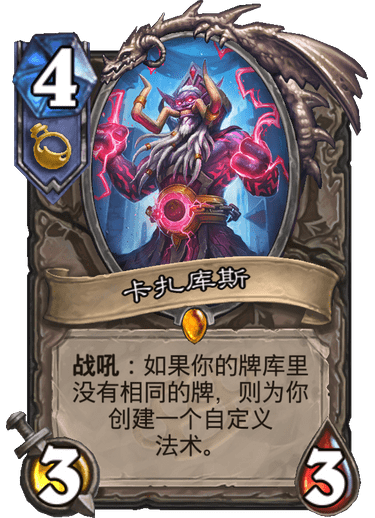 4
卡扎库斯
战吼：如果你的牌库里
没有相同的牌，则为你
创建一个自定义
法术。
3
3